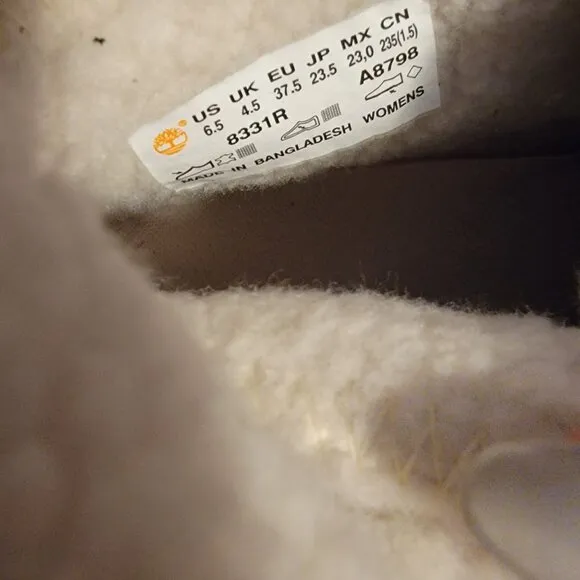 US UK EU JP MX CN
6.5 4.5 37.5 23.5 23,0 235(1.5)
8331R A8798
MADE IN BANGLADESH WOMENS